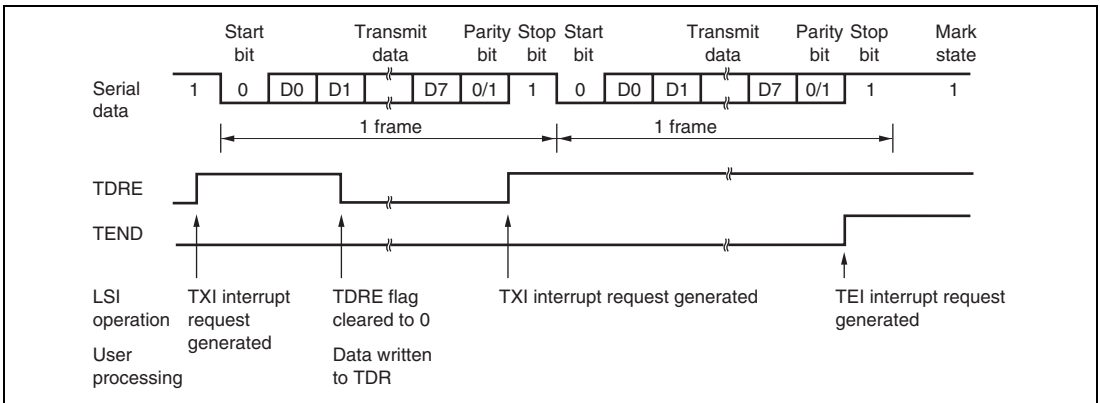 Start Transmit Parity Stop Start Transmit Parity Stop Mark
bit data bit bit bit data bit bit state
Serial data 1 0 D0 D1 D7 0/1 1 0 D0 D1 D7 0/1 1 1
1 frame 1 frame
TDRE
TEND
LSI TXI interrupt TDRE flag TXI interrupt request generated TEI interrupt request
operation request cleared to 0 generated
generated
User Data written
processing to TDR